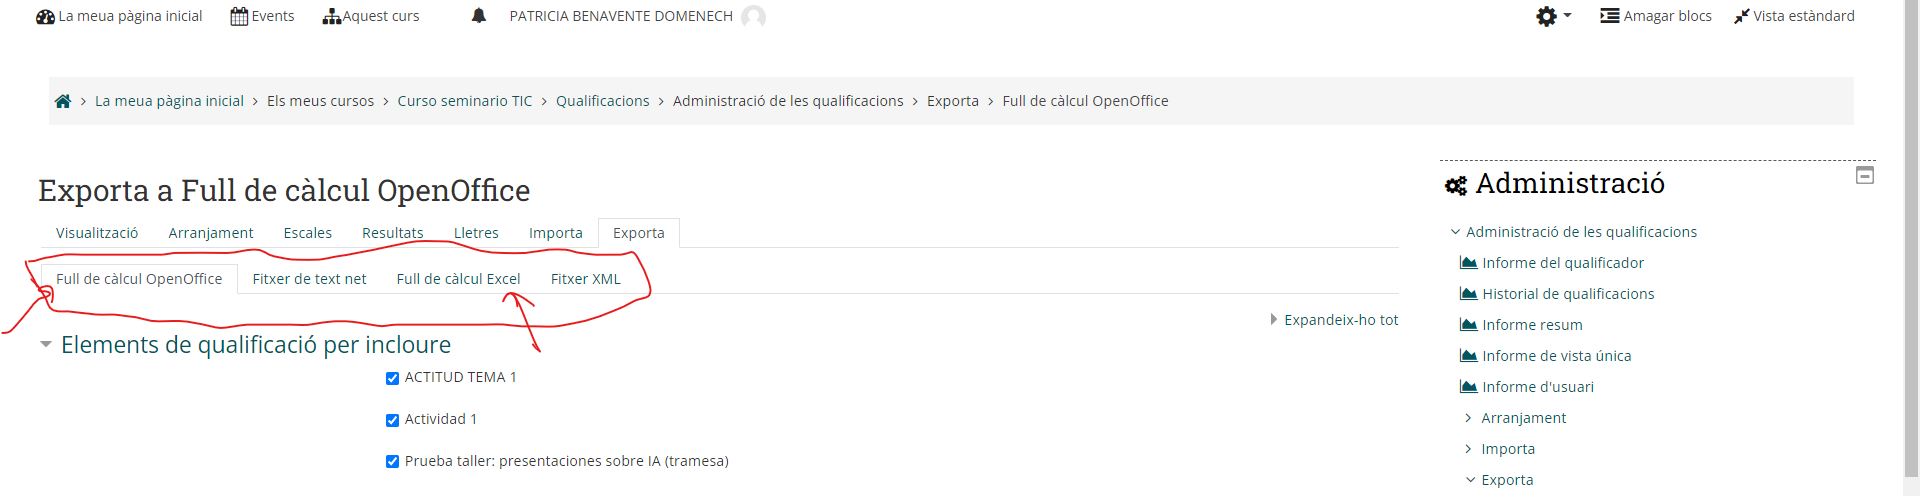 La meua pàgina inicial Events Aquest curs PATRICIA BENAVENTE DOMENECH Amagar blocs Vista estàndard
La meua pàgina inicial > Els meus cursos > Curso seminario TIC > Qualificacions > Administració de les qualificacions > Exporta > Full de càlcul OpenOffice
Exporta a Full de càlcul OpenOffice
Visualització Arranjament Escales Resultats Lletres Importa Exporta
Full de càlcul OpenOffice Fitxer de text net Full de càlcul Excel Fitxer XML
Expandeix-ho tot
Elements de qualificació per incloure
ACTITUD TEMA 1
Actividad 1
Prueba taller: presentaciones sobre IA (tramesa)
Administració
Administració de les qualificacions
Informe del qualificador
Historial de qualificacions
Informe resum
Informe de vista única
Informe d'usuari
Arranjament
Importa
Exporta